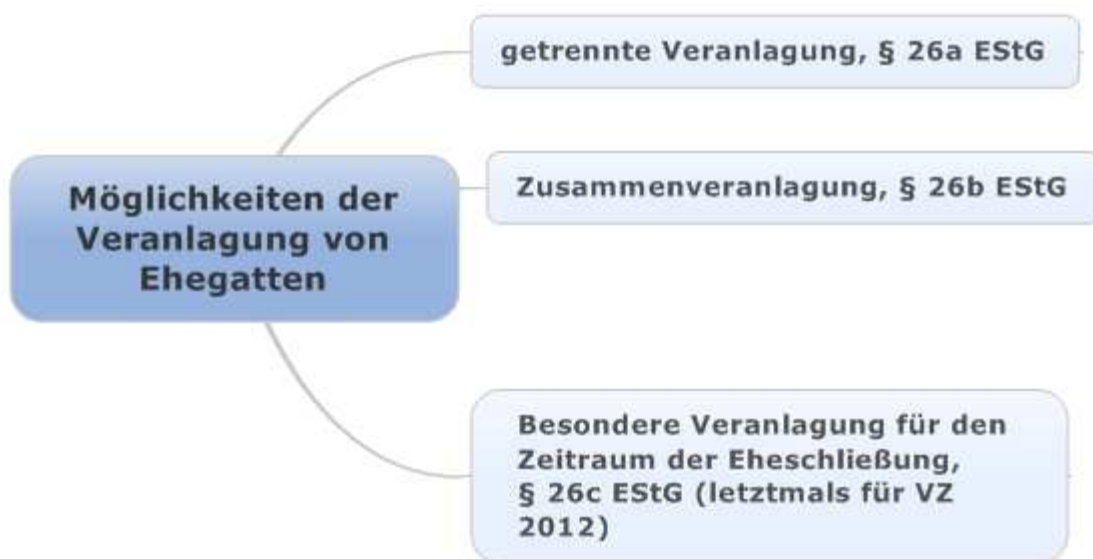 getrennte Veranlagung, § 26a EStG
Zusammenveranlagung, § 26b EStG
Möglichkeiten der
Veranlagung von
Ehegatten
Besondere Veranlagung für den
Zeitraum der Eheschließung,
§ 26c EStG (letztmals für VZ
2012)